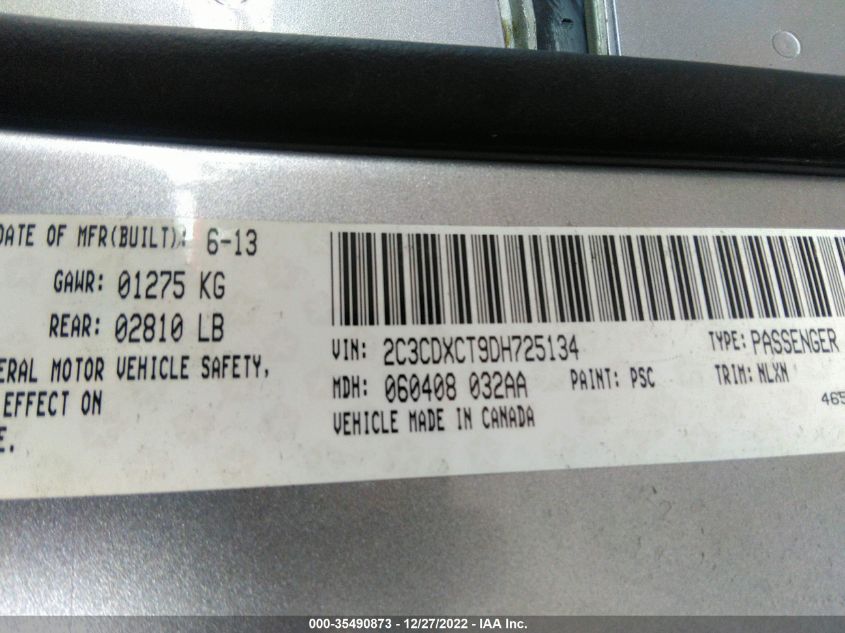 DATE OF MFR(BUILT): 6-13
GAWR: 01275 KG
REAR: 02810 LB
MOTOR VEHICLE SAFETY,
EFFECT ON
VIN: 2C3CDXCT9DH725134 TYPE: PASSENGER
MDH: 060408 032AA PAINT: PSC TRIM: NLXN
VEHICLE MADE IN CANADA 465
000-35490873 – 12/27/2022 – IAA Inc.